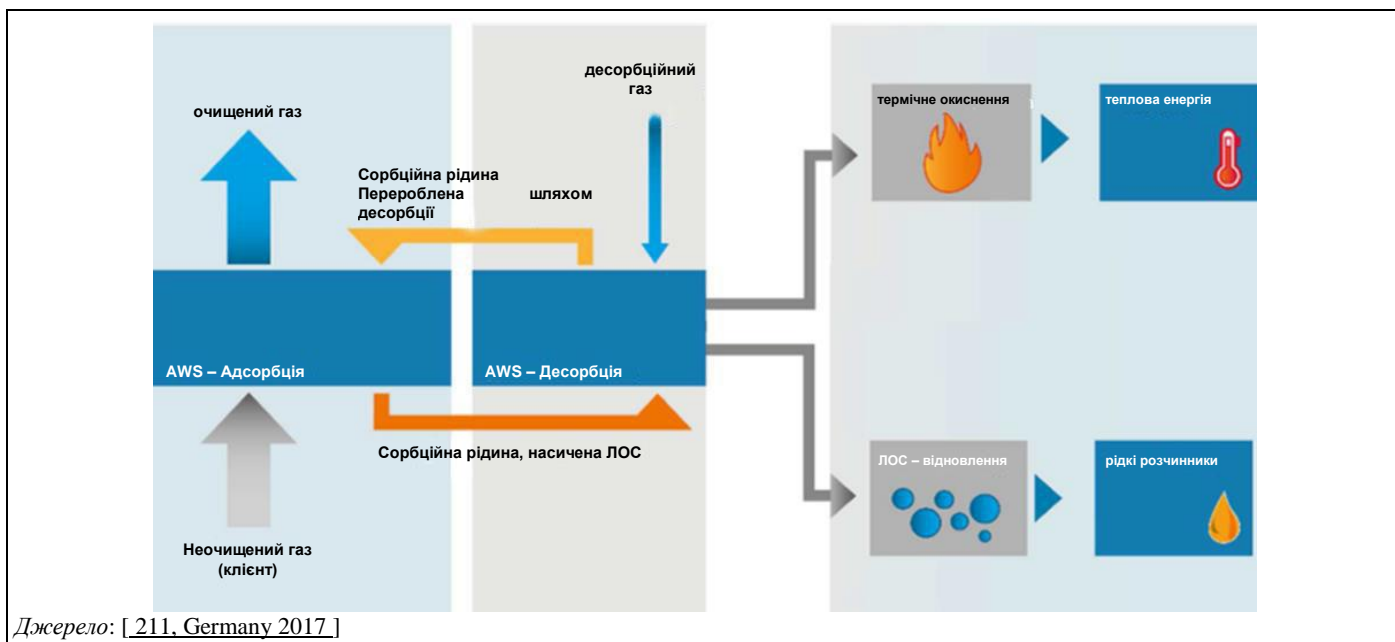 десорбційний
газ
очищений газ
термічне окиснення
теплова енергія
Сорбційна рідина
Перероблена шляхом
десорбції
AWS – Адсорбція
AWS – Десорбція
Сорбційна рідина, насичена ЛОС
ЛОС – відновлення
рідкі розчинники
Неочищений газ
(клієнт)
Джерело: [ 211, Germany 2017 ]